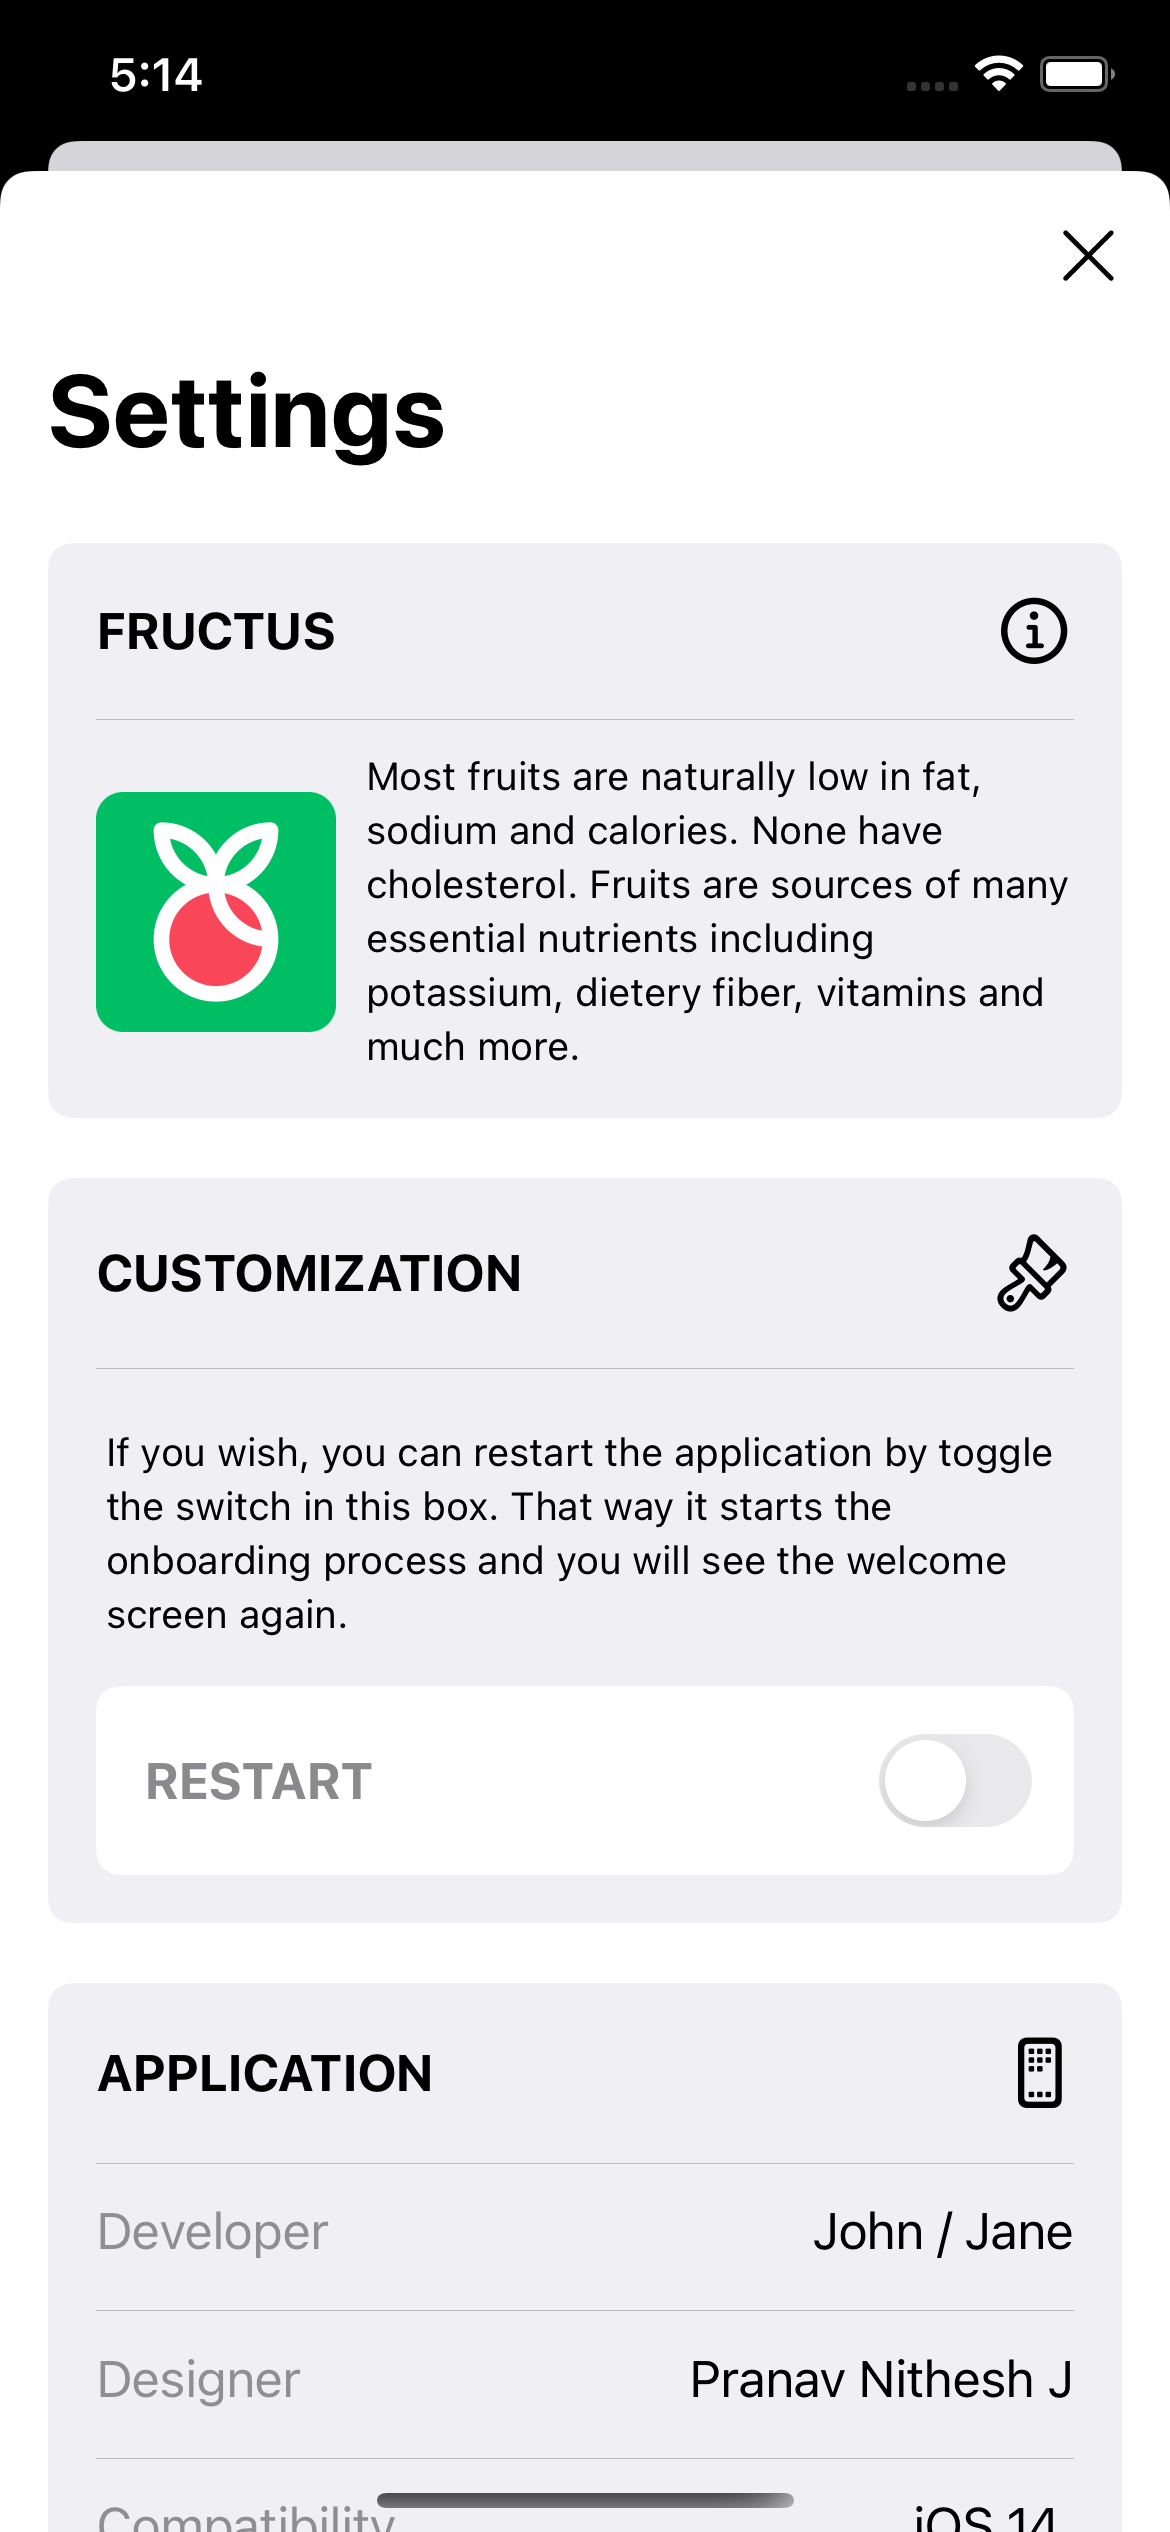 5:14
Settings
FRUCTUS
Most fruits are naturally low in fat,
sodium and calories. None have
cholesterol. Fruits are sources of many
essential nutrients including
potassium, dietery fiber, vitamins and
much more.
CUSTOMIZATION
If you wish, you can restart the application by toggle
the switch in this box. That way it starts the
onboarding process and you will see the welcome
screen again.
RESTART
APPLICATION
Developer John / Jane
Designer Pranav Nithesh J
Compatibility iOS 14